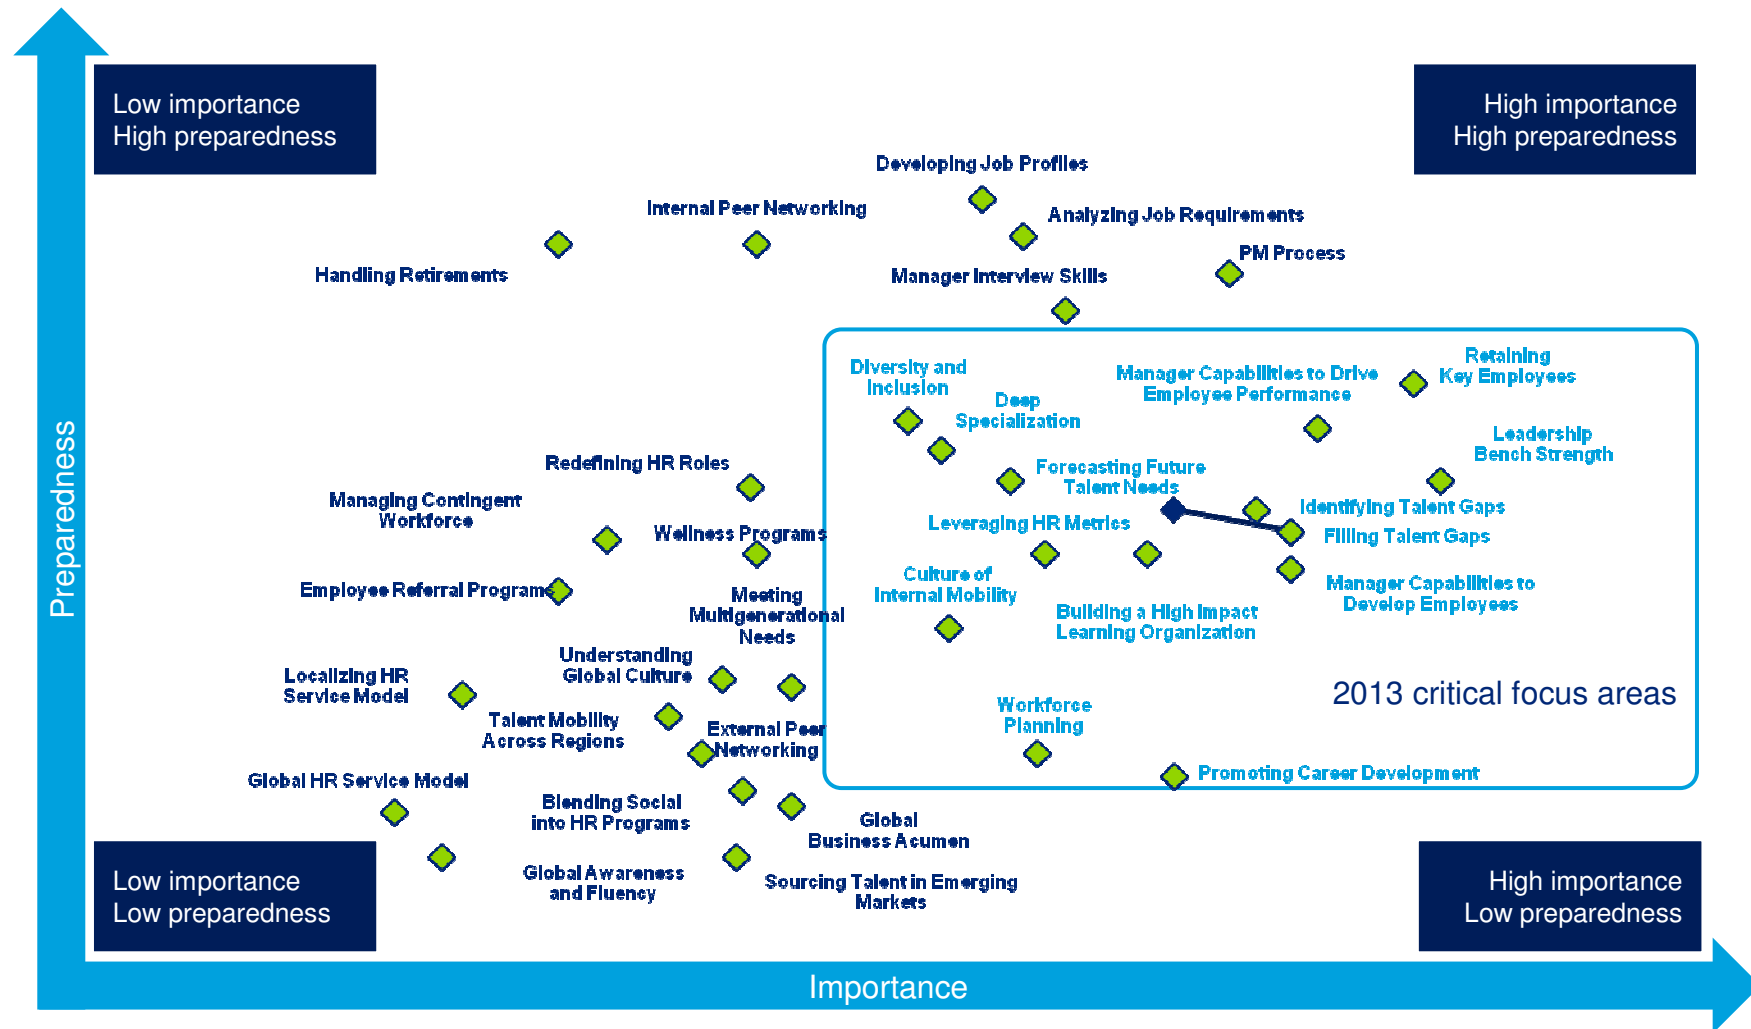 Low importance
High preparedness
High importance
High preparedness
Developing Job Profiles
Internal Peer Networking
Analyzing Job Requirements
PM Process
Handling Retirements
Manager Interview Skills
Diversity and
Inclusion
Deep
Specialization
Manager Capabilities to Drive
Employee Performance
Retaining
Key Employees
Leadership
Bench Strength
Redefining HR Roles
Forecasting Future
Talent Needs
Managing Contingent
Workforce
Wellness Programs
Leveraging HR Metrics
Identifying Talent Gaps
Filling Talent Gaps
Employee Referral Programs
Meeting
Multigenerational
Needs
Culture of
Internal Mobility
Building a High Impact
Learning Organization
Manager Capabilities to
Develop Employees
Understanding
Global Culture
Localizing HR
Service Model
Talent Mobility
Across Regions
External Peer
Networking
Workforce
Planning
2013 critical focus areas
Promoting Career Development
Global HR Service Model
Blending Social
into HR Programs
Global
Business Acumen
Global Awareness
and Fluency
Sourcing Talent in Emerging
Markets
Low importance
Low preparedness
High importance
Low preparedness
Preparedness
Importance